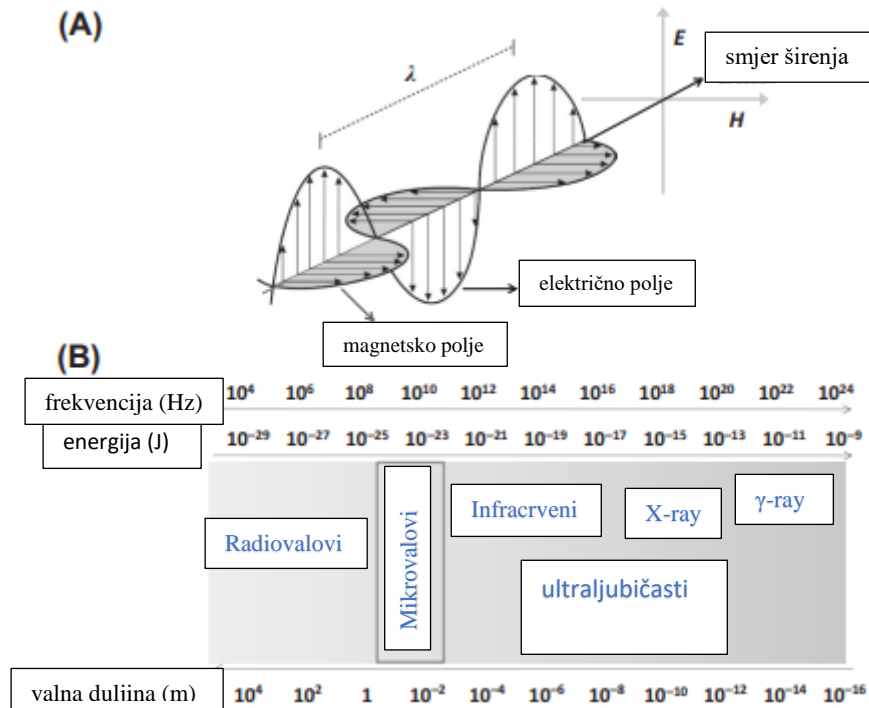 (A)
E
smjer širenja
λ
H
električno polje
magnetsko polje
(B)
frekvencija (Hz) 10⁴ 10⁶ 10⁸ 10¹⁰ 10¹² 10¹⁴ 10¹⁶ 10¹⁸ 10²⁰ 10²² 10²⁴
energija (J) 10⁻²⁹ 10⁻²⁷ 10⁻²⁵ 10⁻²³ 10⁻²¹ 10⁻¹⁹ 10⁻¹⁷ 10⁻¹⁵ 10⁻¹³ 10⁻¹¹ 10⁻⁹
Radiovalovi
Mikrovalovi
Infracrveni
X-ray
γ-ray
ultraljubičasti
valna duljina (m) 10⁴ 10² 1 10⁻² 10⁻⁴ 10⁻⁶ 10⁻⁸ 10⁻¹⁰ 10⁻¹² 10⁻¹⁴ 10⁻¹⁶